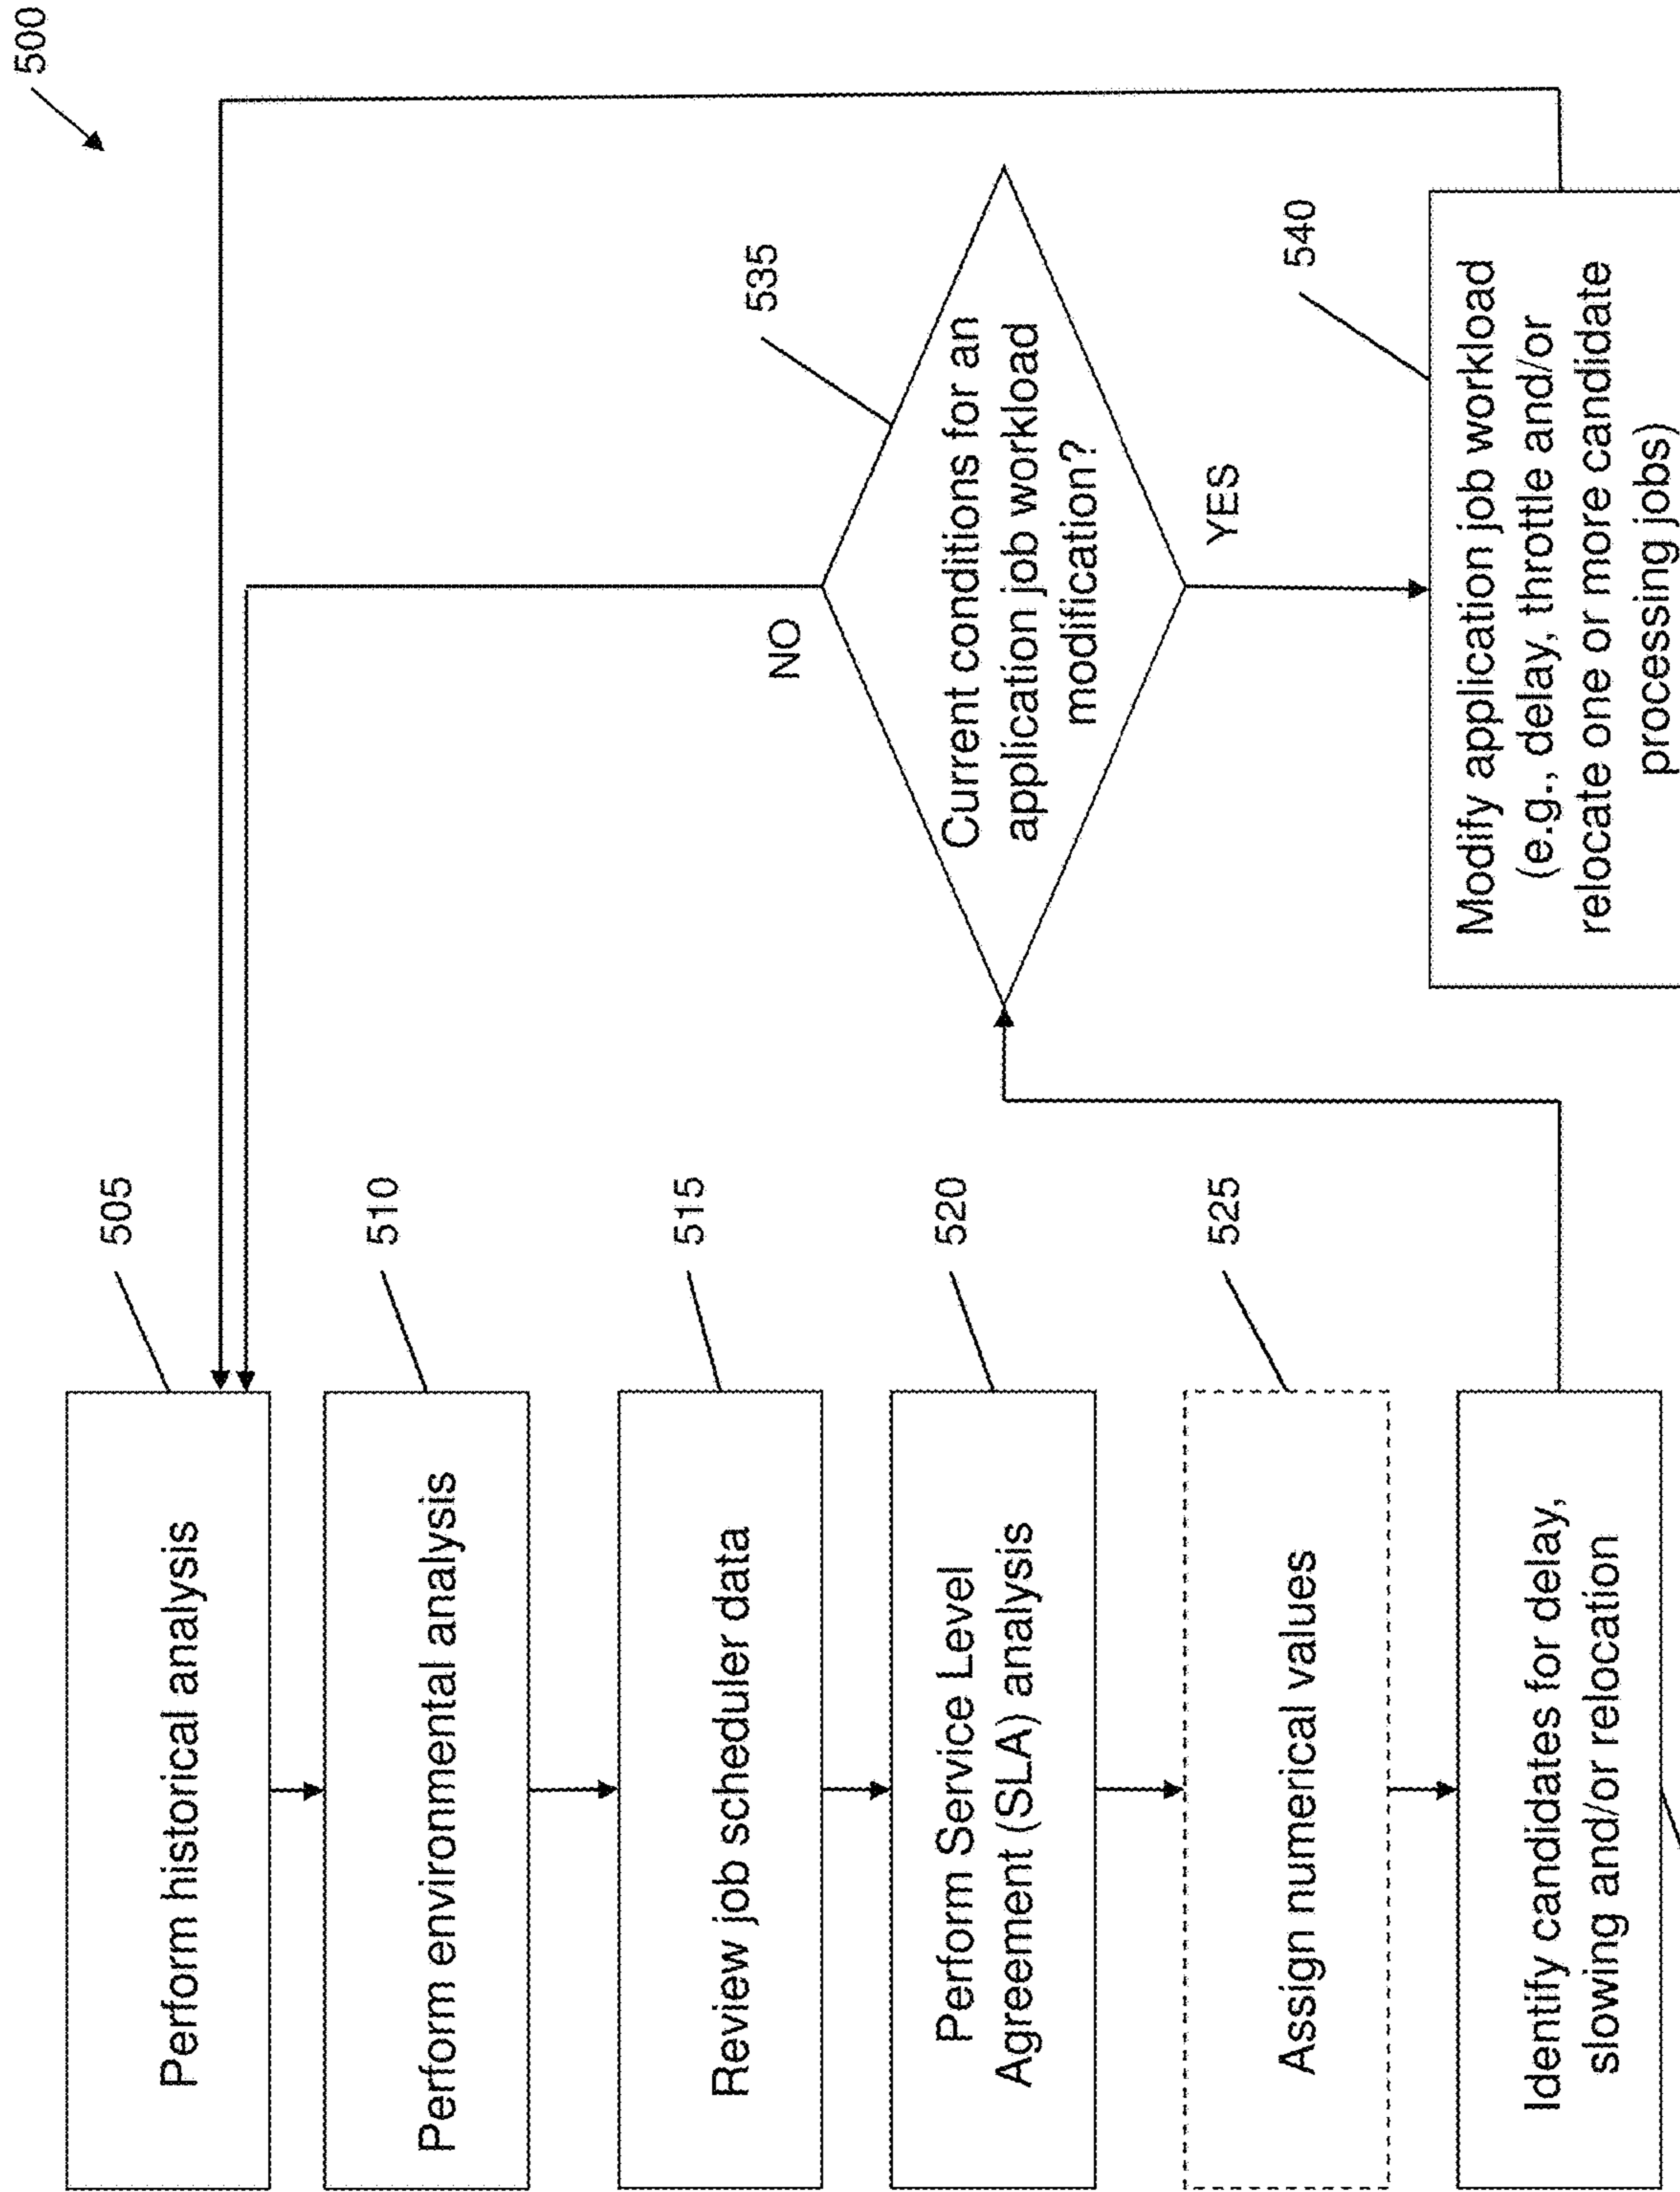 500
505
Perform historical analysis
510
Perform environmental analysis
515
Review job scheduler data
520
Perform Service Level
Agreement (SLA) analysis
525
Assign numerical values
Identify candidates for delay,
slowing and/or relocation
535
Current conditions for an
application job workload
modification?
NO
YES
540
Modify application job workload
(e.g., delay, throttle and/or
relocate one or more candidate
processing jobs)